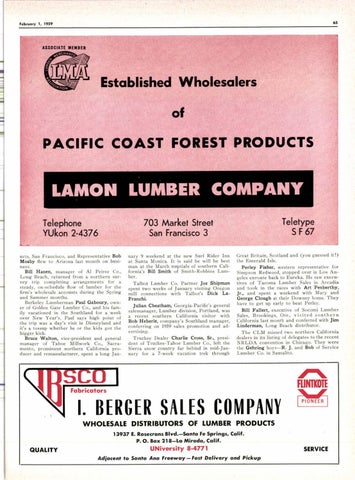 February 1, 1959
63
ASSOCIATE MEMBER
LMA
Established Wholesalers
of
PACIFIC COAST FOREST PRODUCTS
LAMON LUMBER COMPANY
Telephone
YUkon 2-4376
703 Market Street
San Francisco 3
Teletype
SF 67
ners, San Francisco, and Representative Bob
Mosby flew to Arizona last month on business.
Bill Hanen, manager of Al Peirce Co.,
Long Beach, returned from a northern survey trip completing arrangements for a
steady, on-schedule flow of lumber for the
firm's wholesale accounts during the Spring
and Summer months.
Berkeley Lumberman Paul Gaboury, owner of Golden Gate Lumber Co., and his family vacationed in the Southland for a week
over New Year's. Paul says high point of
the trip was a day's visit in Disneyland and
it's a tossup whether he or the kids got the
bigger kick.
Bruce Walton, vice-president and general
manager of Tabor Millwork Co., Sacramento, prominent northern California producer and remanufacturer, spent a long January weekend at the new Surf Rider Inn
at Santa Monica. It is said will be best
man at the March nuptials of southern California's Bill Smith of Smith-Robbins Lumber.
Talbot Lumber Co. Partner Joe Shipman
spent two weeks of January visiting Oregon
mill connections with Talbot's Dick LaFranchi.
Julian Cheatham, Georgia-Pacific's general
salesmanager, Lumber division, Portland, was
a recent southern California visitor with
Bob Heberle, company's Southland manager,
conferring on 1959 sales promotion and advertising.
Trucker Dealer Charlie Cross, Sr., president of Truckee-Tahoe Lumber Co., left the
High Sierra country far behind in mid-January for a 7-week vacation trek through
Great Britain, Scotland and (you guessed it!)
the Emerald Isle.
Perley Fisher, western representative for
Simpson Redwood, stopped over in Los Angeles enroute back to Eureka. He saw executives of Tacoma Lumber Sales in Arcadia
and took in the races with Art Penberthy,
Jr., and spent a weekend with Mary and
George Clough at their Downey home. They
have to get up early to beat Perley.
Bill Fallert, executive of Second Lumber
Sales, Brookings, Ore., visited southern
California last month and conferred with Jim
Linderman, Long Beach distributor.
The CLM missed two northern California
dealers in its listing of delegates to the recent
NRLDA convention in Chicago. They were
the Gehring boys—R. J. and Bob of Service
Lumber Co. in Sausalito.
IBSCO
Fabricators
I. BERGER SALES COMPANY
WHOLESALE DISTRIBUTORS OF LUMBER PRODUCTS
13937 E. Rosecrans Blvd.—Santa Fe Springs, Calif.
P. O. Box 218—La Mirada, Calif.
QUALITY
UNiversity 8-4771
SERVICE
Adjacent to Santa Ana Freeway—Fast Delivery and Pickup
FLINTKOTE
PIONEER